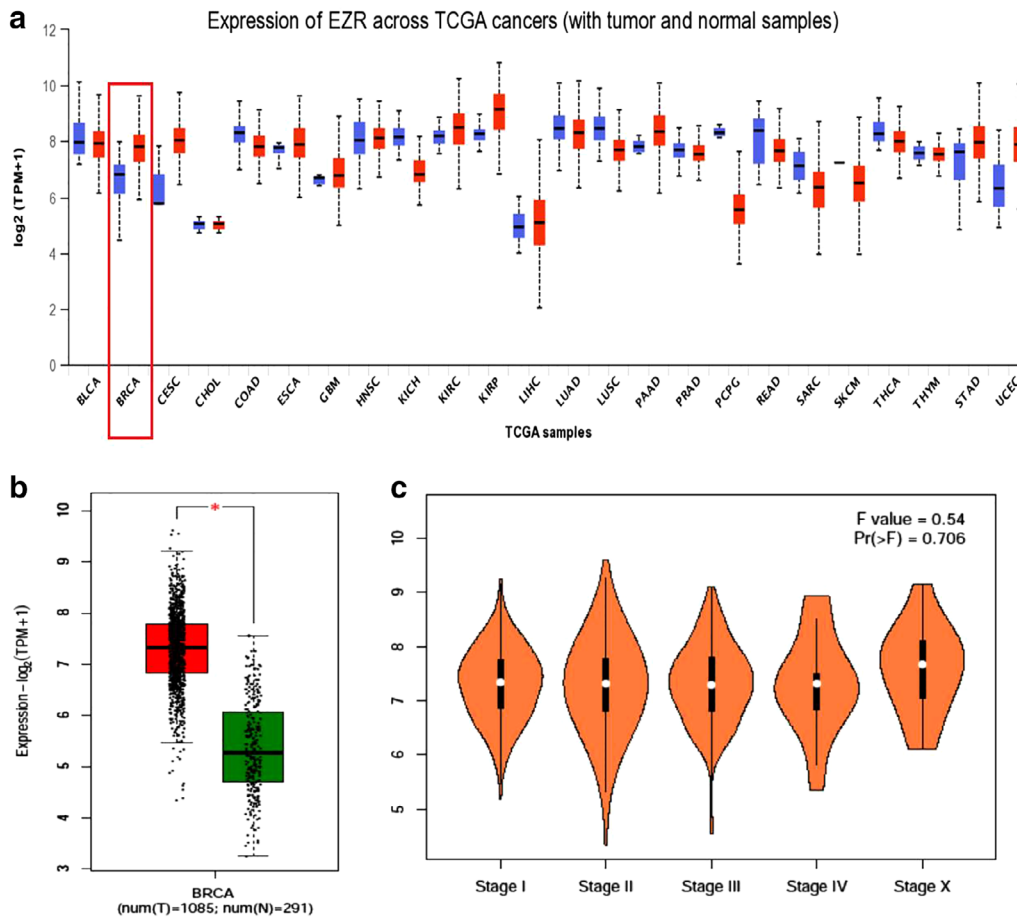 a
Expression of EZR across TCGA cancers (with tumor and normal samples)
log2 (TPM+1)
12
10
8
6
4
2
0
BLCA
BRCA
CESC
CHOL
COAD
ESCA
GBM
HNSC
KICH
KIRC
KIRP
LIHC
LUAD
LUSC
PAAD
PRAD
PCPG
READ
SARC
SKCM
THCA
THYM
STAD
UCEC
TCGA samples
b
Expression – log2(TPM+1)
10
9
8
7
6
5
4
3
*
BRCA
(num(T)=1085; num(N)=291)
c
F value = 0.54
Pr(>F) = 0.706
10
9
8
7
6
5
Stage I
Stage II
Stage III
Stage IV
Stage X